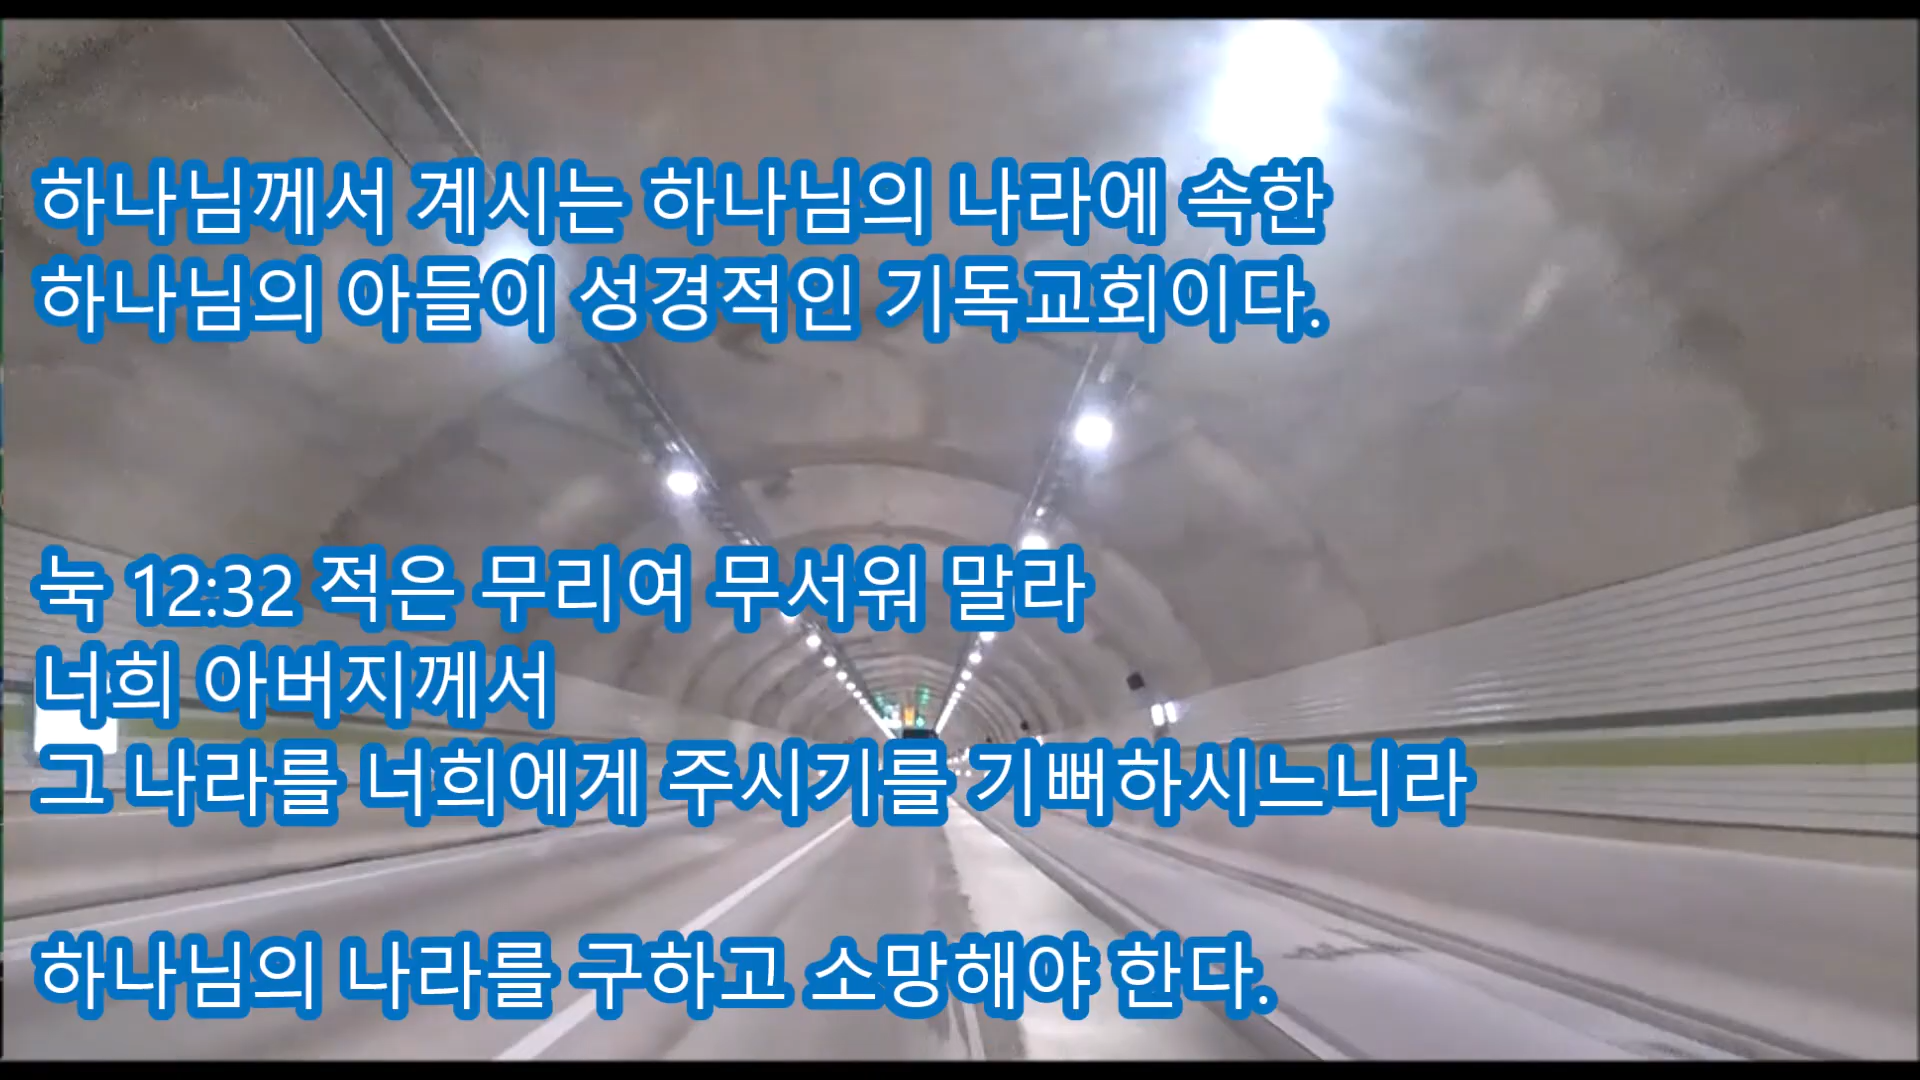 하나님께서 계시는 하나님의 나라에 속한
하나님의 아들이 성경적인 기독교회이다.
눅 12:32 적은 무리여 무서워 말라
너희 아버지께서
그 나라를 너희에게 주시기를 기뻐하시느니라
하나님의 나라를 구하고 소망해야 한다.